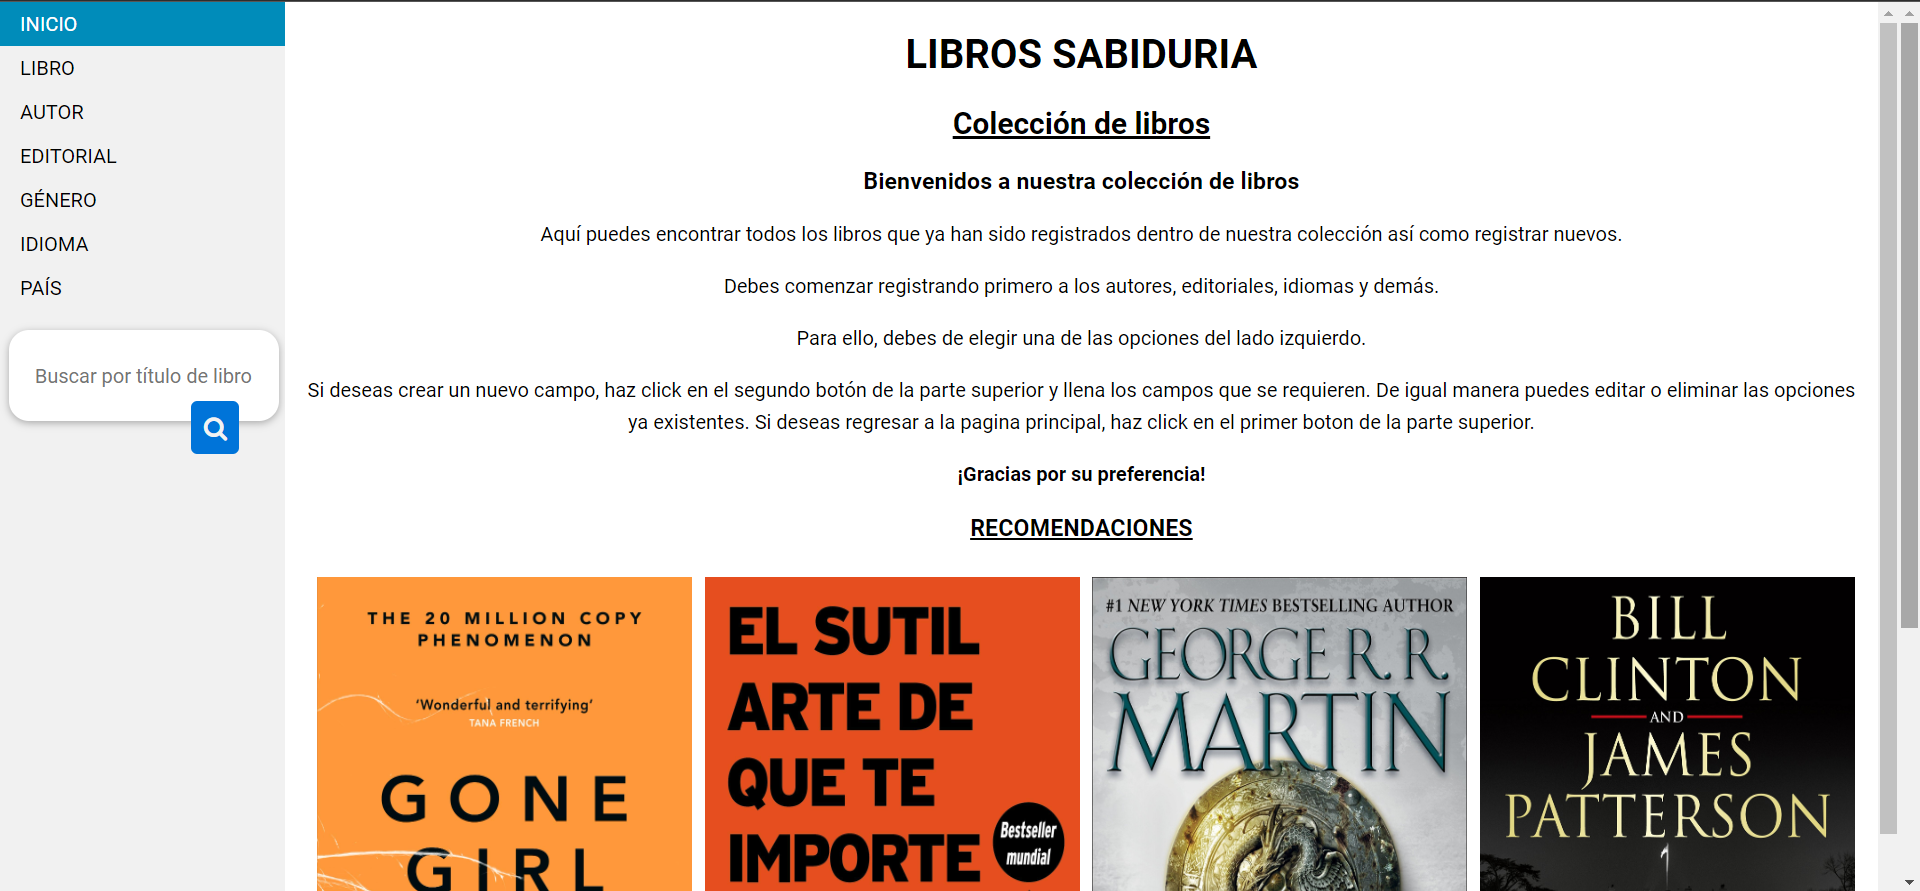 INICIO
LIBRO
AUTOR
EDITORIAL
GÉNERO
IDIOMA
PAÍS
Buscar por título de libro
LIBROS SABIDURIA
Colección de libros
Bienvenidos a nuestra colección de libros
Aquí puedes encontrar todos los libros que ya han sido registrados dentro de nuestra colección así como registrar nuevos.
Debes comenzar registrando primero a los autores, editoriales, idiomas y demás.
Para ello, debes de elegir una de las opciones del lado izquierdo.
Si deseas crear un nuevo campo, haz click en el segundo botón de la parte superior y llena los campos que se requieren. De igual manera puedes editar o eliminar las opciones
ya existentes. Si deseas regresar a la pagina principal, haz click en el primer boton de la parte superior.
¡Gracias por su preferencia!
RECOMENDACIONES
THE 20 MILLION COPY
PHENOMENON
‘Wonderful and terrifying’
TANA FRENCH
GONE
GIRL
EL SUTIL
ARTE DE
QUE TE
IMPORTE
Bestseller
mundial
#1 NEW YORK TIMES BESTSELLING AUTHOR
GEORGE R. R.
MARTIN
BILL
CLINTON
AND
JAMES
PATTERSON